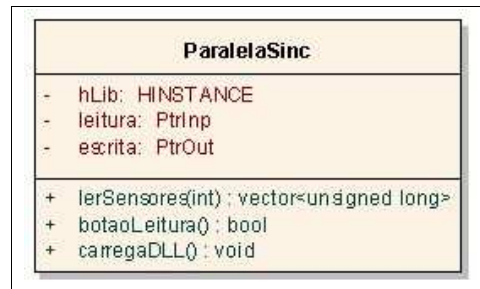 ParalelaSinc
- hLib: HINSTANCE
- leitura: PtrInp
- escrita: PtrOut
+ lerSensores(int) : vector<unsigned long>
+ botaoLeitura() : bool
+ carregaDLL() : void